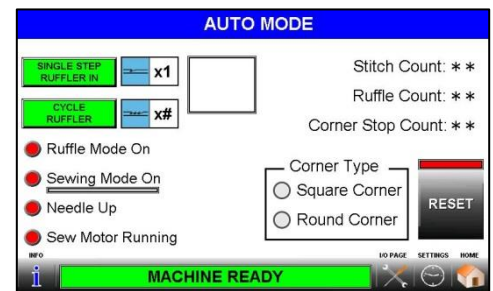 AUTO MODE
SINGLE STEP
RUFFLER IN
x1
CYCLE
RUFFLER
x#
Stitch Count: **
Ruffle Count: **
Corner Stop Count: **
Ruffle Mode On
Sewing Mode On
Needle Up
Sew Motor Running
Corner Type
Square Corner
Round Corner
RESET
INFO
i
MACHINE READY
I/O PAGE
SETTINGS
HOME